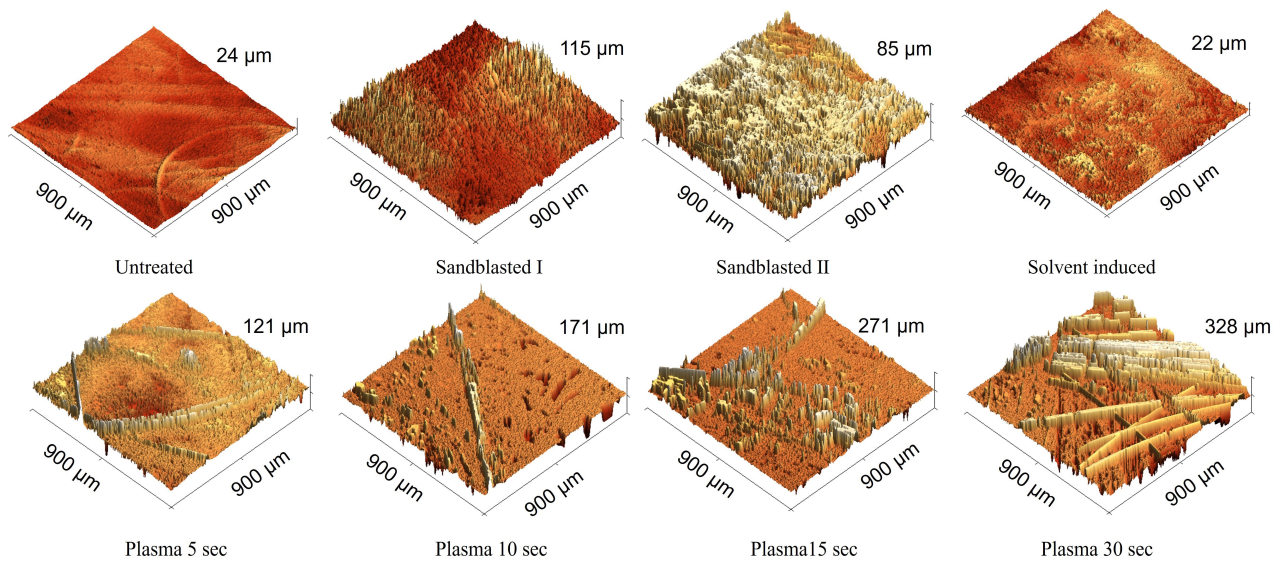 24 µm
115 µm
85 µm
22 µm
900 µm
900 µm
900 µm
900 µm
900 µm
900 µm
900 µm
900 µm
Untreated
Sandblasted I
Sandblasted II
Solvent induced
121 µm
171 µm
271 µm
328 µm
900 µm
900 µm
900 µm
900 µm
900 µm
900 µm
900 µm
900 µm
Plasma 5 sec
Plasma 10 sec
Plasma15 sec
Plasma 30 sec